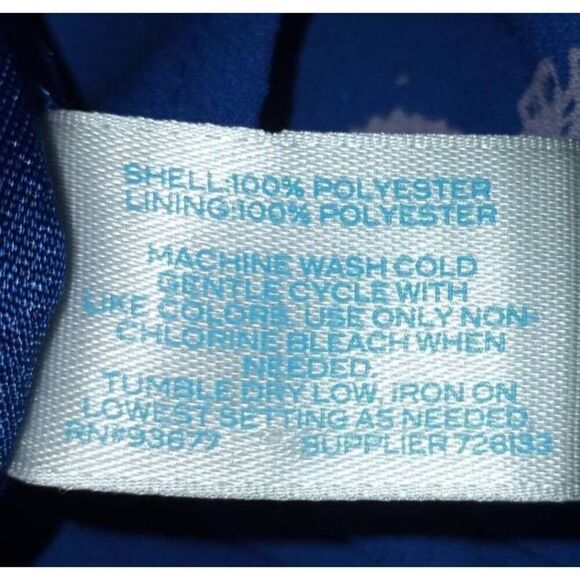 SHELL:100% POLYESTER
LINING:100% POLYESTER
MACHINE WASH COLD
GENTLE CYCLE WITH
LIKE COLORS. USE ONLY NON-
CHLORINE BLEACH WHEN
NEEDED.
TUMBLE DRY LOW, IRON ON
LOWEST SETTING AS NEEDED.
RN#93677 SUPPLIER 726133